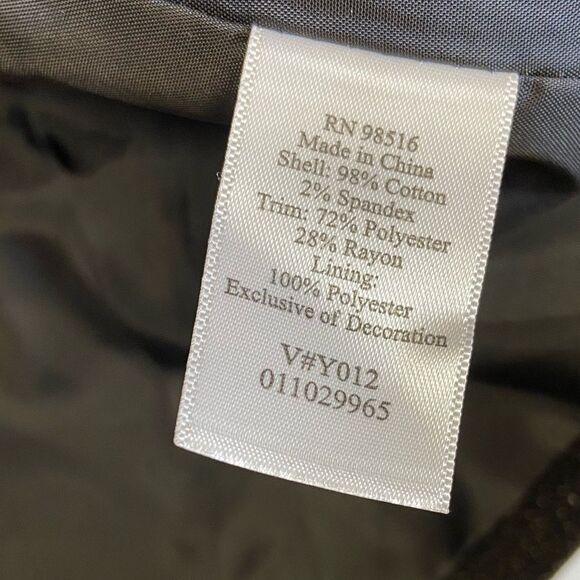 RN 98516
Made in China
Shell: 98% Cotton
2% Spandex
Trim: 72% Polyester
28% Rayon
Lining:
100% Polyester
Exclusive of Decoration
V#Y012
011029965